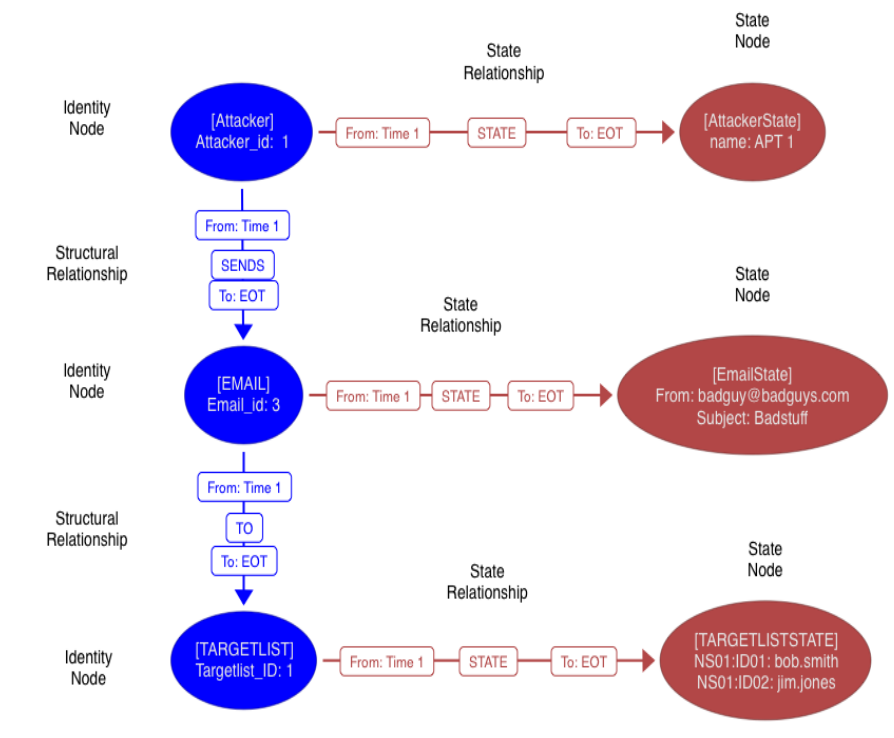 State
Node
State
Relationship
Identity
Node
[Attacker]
Attacker_id: 1
From: Time 1
STATE
To: EOT
[AttackerState]
name: APT 1
From: Time 1
SENDS
To: EOT
Structural
Relationship
State
Node
State
Relationship
Identity
Node
[EMAIL]
Email_id: 3
From: Time 1
STATE
To: EOT
[EmailState]
From: badguy@badguys.com
Subject: Badstuff
From: Time 1
TO
To: EOT
Structural
Relationship
State
Node
State
Relationship
Identity
Node
[TARGETLIST]
Targetlist_ID: 1
From: Time 1
STATE
To: EOT
[TARGETLISTSTATE]
NS01:ID01: bob.smith
NS01:ID02: jim.jones